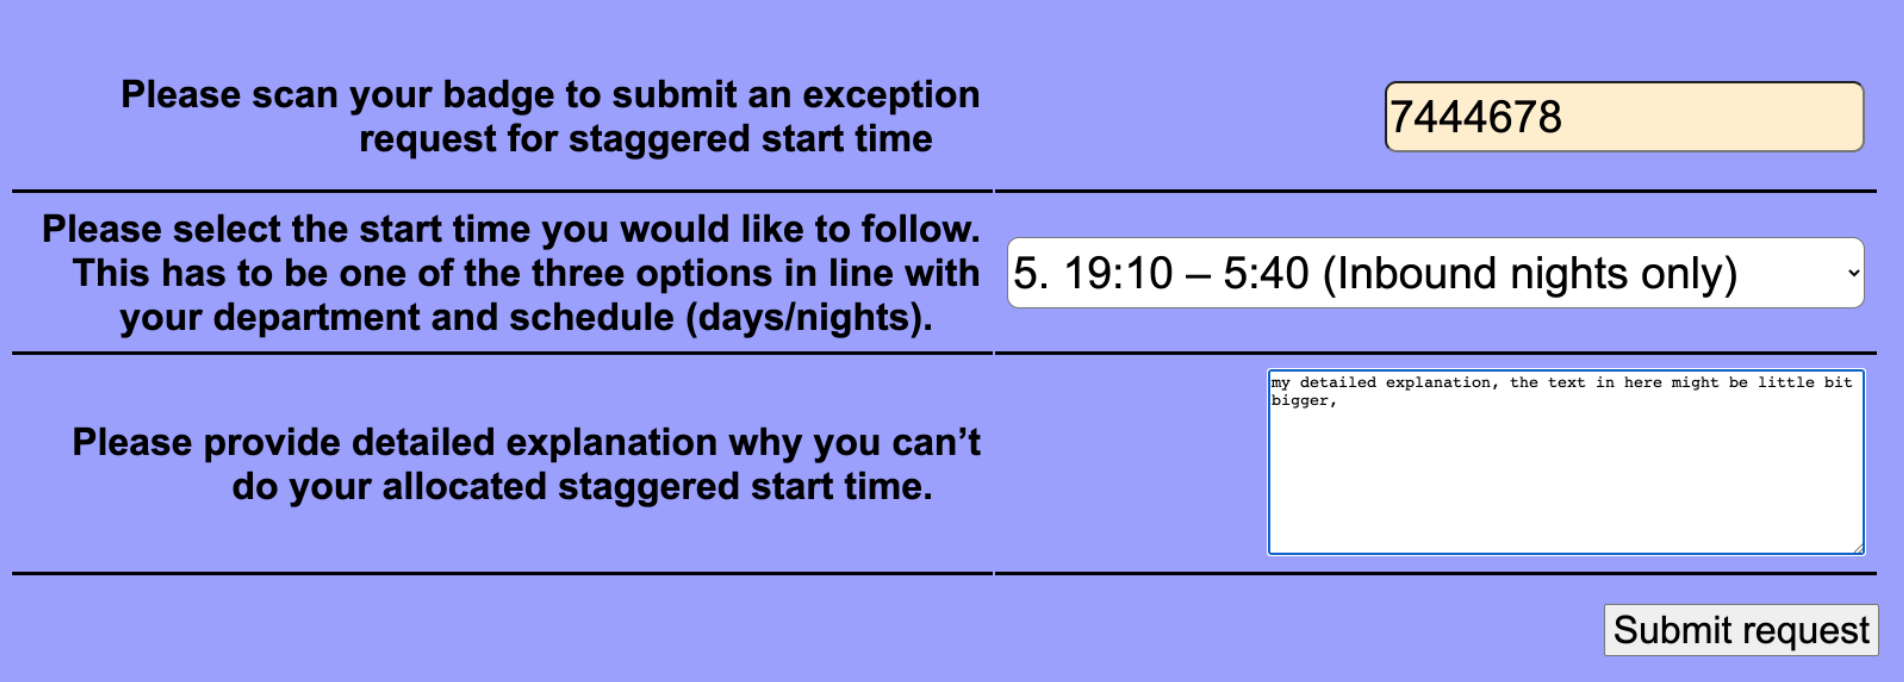 Please scan your badge to submit an exception
request for staggered start time
7444678
Please select the start time you would like to follow.
This has to be one of the three options in line with
your department and schedule (days/nights).
5. 19:10 – 5:40 (Inbound nights only)
Please provide detailed explanation why you can’t
do your allocated staggered start time.
my detailed explanation, the text in here might be little bit
bigger,
Submit request